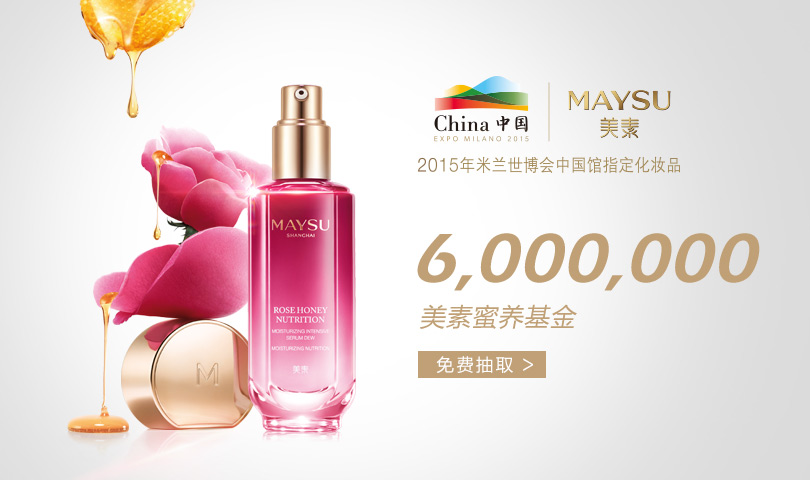 China 中国
EXPO MILANO 2015
MAYSU
美素
2015年米兰世博会中国馆指定化妆品
6,000,000
美素蜜养基金
免费抽取 >
MAYSU
SHANGHAI
ROSE HONEY
NUTRITION
MOISTURIZING INTENSIVE
SERUM DEW
MOISTURIZING NUTRITION
美素
M